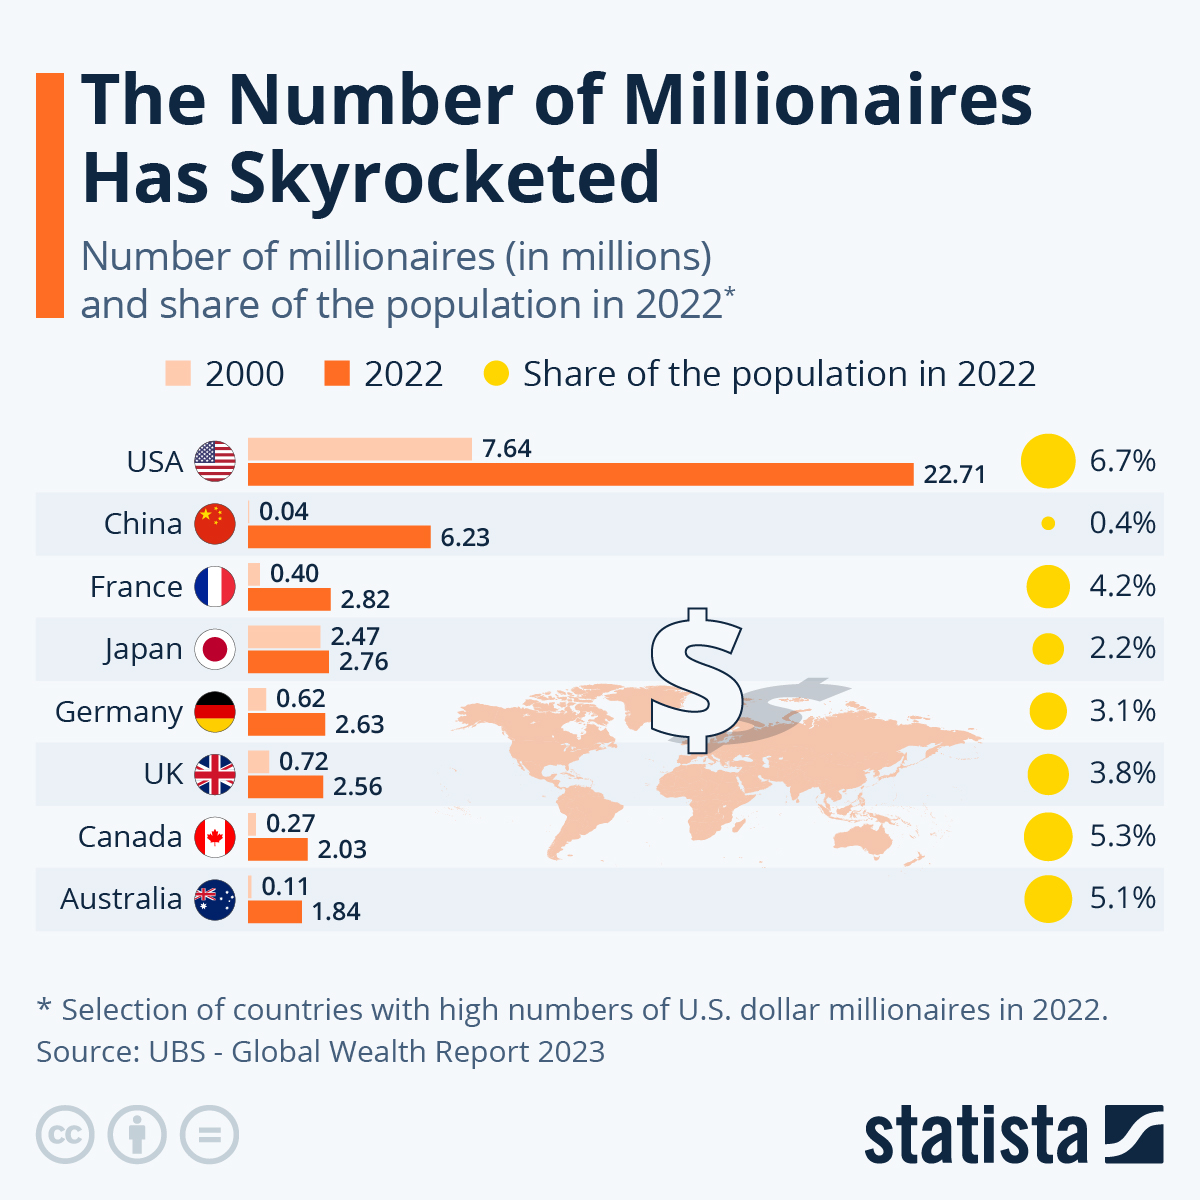 The Number of Millionaires
Has Skyrocketed
Number of millionaires (in millions)
and share of the population in 2022*
2000 2022 Share of the population in 2022
USA 7.64 22.71 6.7%
China 0.04 6.23 0.4%
France 0.40 2.82 4.2%
Japan 2.47 2.76 2.2%
Germany 0.62 2.63 3.1%
UK 0.72 2.56 3.8%
Canada 0.27 2.03 5.3%
Australia 0.11 1.84 5.1%
$
* Selection of countries with high numbers of U.S. dollar millionaires in 2022.
Source: UBS - Global Wealth Report 2023
cc = statista